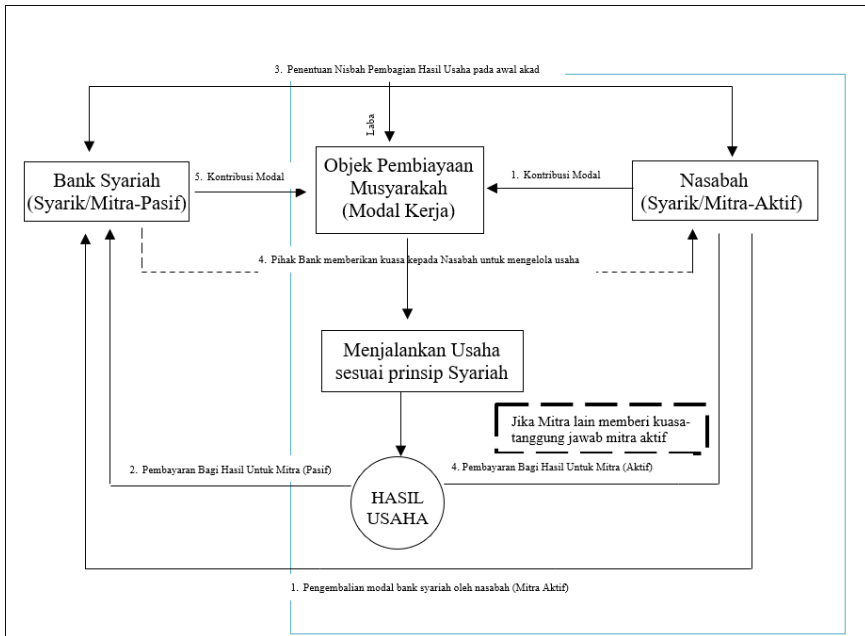 3. Penentuan Nisbah Pembagian Hasil Usaha pada awal akad
Laba
Bank Syariah
(Syarik/Mitra-Pasif)
5. Kontribusi Modal
Objek Pembiayaan
Musyarakah
(Modal Kerja)
1. Kontribusi Modal
Nasabah
(Syarik/Mitra-Aktif)
4. Pihak Bank memberikan kuasa kepada Nasabah untuk mengelola usaha
Menjalankan Usaha
sesuai prinsip Syariah
Jika Mitra lain memberi kuasa-
tanggung jawab mitra aktif
2. Pembayaran Bagi Hasil Untuk Mitra (Pasif)
4. Pembayaran Bagi Hasil Untuk Mitra (Aktif)
HASIL
USAHA
1. Pengembalian modal bank syariah oleh nasabah (Mitra Aktif)